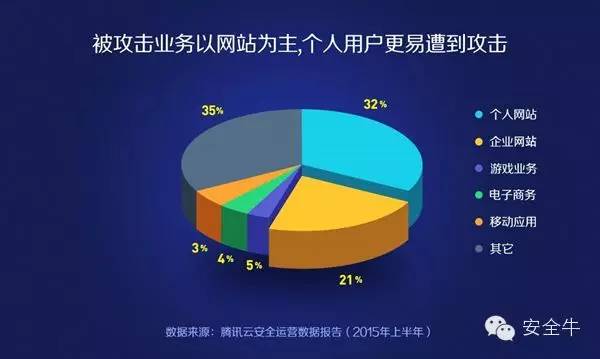 被攻击业务以网站为主,个人用户更易遭到攻击
35%
32%
个人网站
企业网站
游戏业务
电子商务
移动应用
其它
3%
4%
5%
21%
数据来源：腾讯云安全运营数据报告（2015年上半年）
安全牛